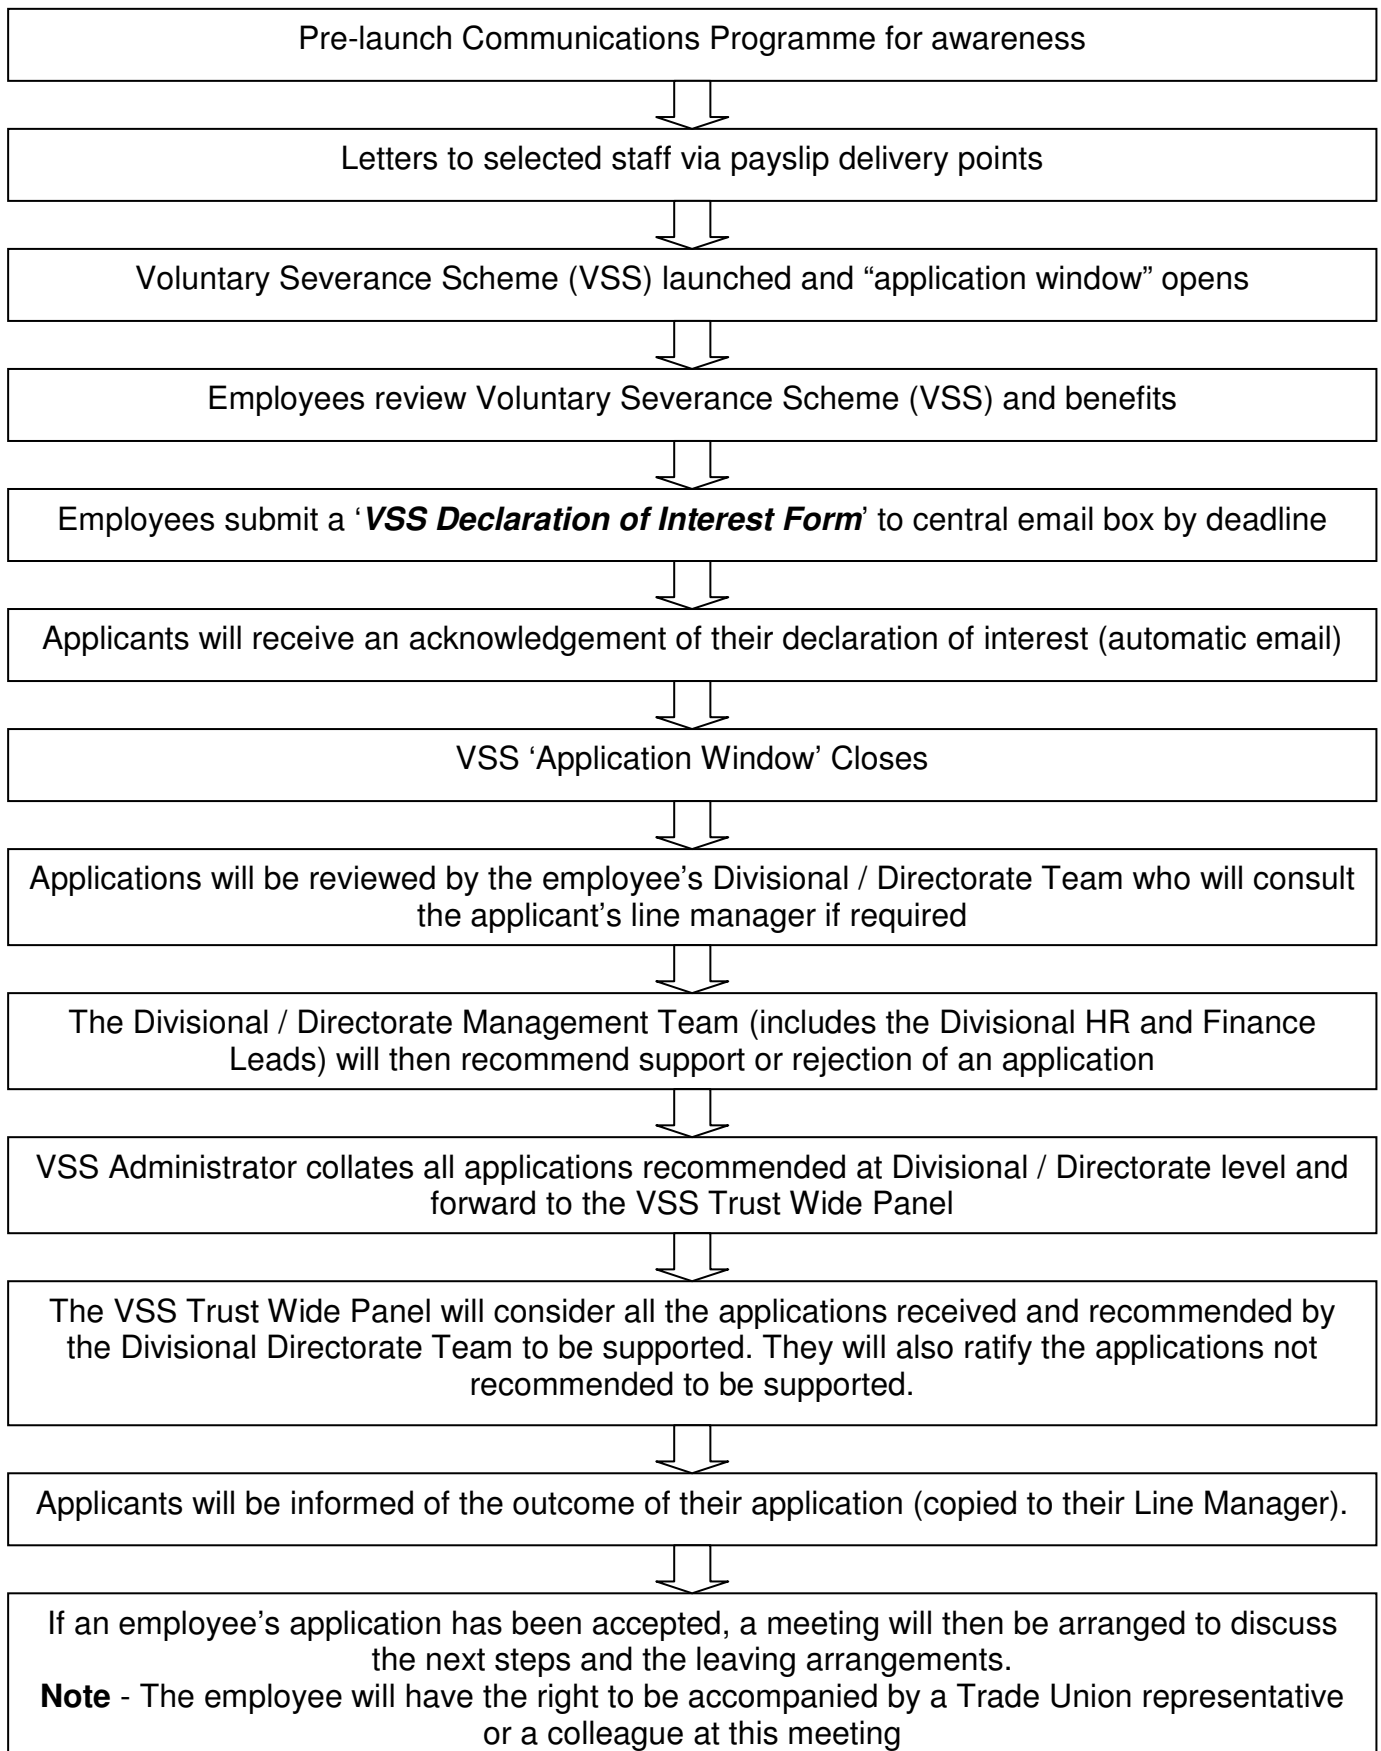 Pre-launch Communications Programme for awareness
Letters to selected staff via payslip delivery points
Voluntary Severance Scheme (VSS) launched and “application window” opens
Employees review Voluntary Severance Scheme (VSS) and benefits
Employees submit a ‘VSS Declaration of Interest Form’ to central email box by deadline
Applicants will receive an acknowledgement of their declaration of interest (automatic email)
VSS ‘Application Window’ Closes
Applications will be reviewed by the employee’s Divisional / Directorate Team who will consult
the applicant’s line manager if required
The Divisional / Directorate Management Team (includes the Divisional HR and Finance
Leads) will then recommend support or rejection of an application
VSS Administrator collates all applications recommended at Divisional / Directorate level and
forward to the VSS Trust Wide Panel
The VSS Trust Wide Panel will consider all the applications received and recommended by
the Divisional Directorate Team to be supported. They will also ratify the applications not
recommended to be supported.
Applicants will be informed of the outcome of their application (copied to their Line Manager).
If an employee’s application has been accepted, a meeting will then be arranged to discuss
the next steps and the leaving arrangements.
Note - The employee will have the right to be accompanied by a Trade Union representative
or a colleague at this meeting